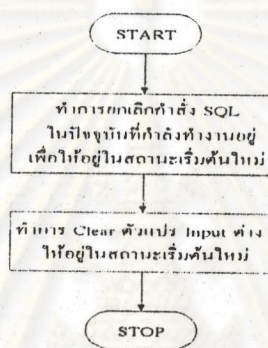 START
ทำการยกเลิกคำสั่ง SQL
ในปัจจุบันที่กำลังทำงานอยู่
เพื่อให้อยู่ในสถานะเริ่มต้นใหม่
ทำการ Clear ตัวแปร Input ต่าง
ให้อยู่ในสถานะเริ่มต้นใหม่
STOP